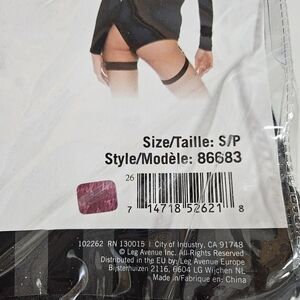 Size/Taille: S/P
Style/Modèle: 86683
26
7 14718 52621 8
102262 RN 130015 | City of Industry, CA 91748
© Leg Avenue Inc. All Rights Reserved
Distributed in the EU by: Leg Avenue Europe
Bijsterhuizen 2116, 6604 LG Wijchen NL
Made in/Fabriqué en: China